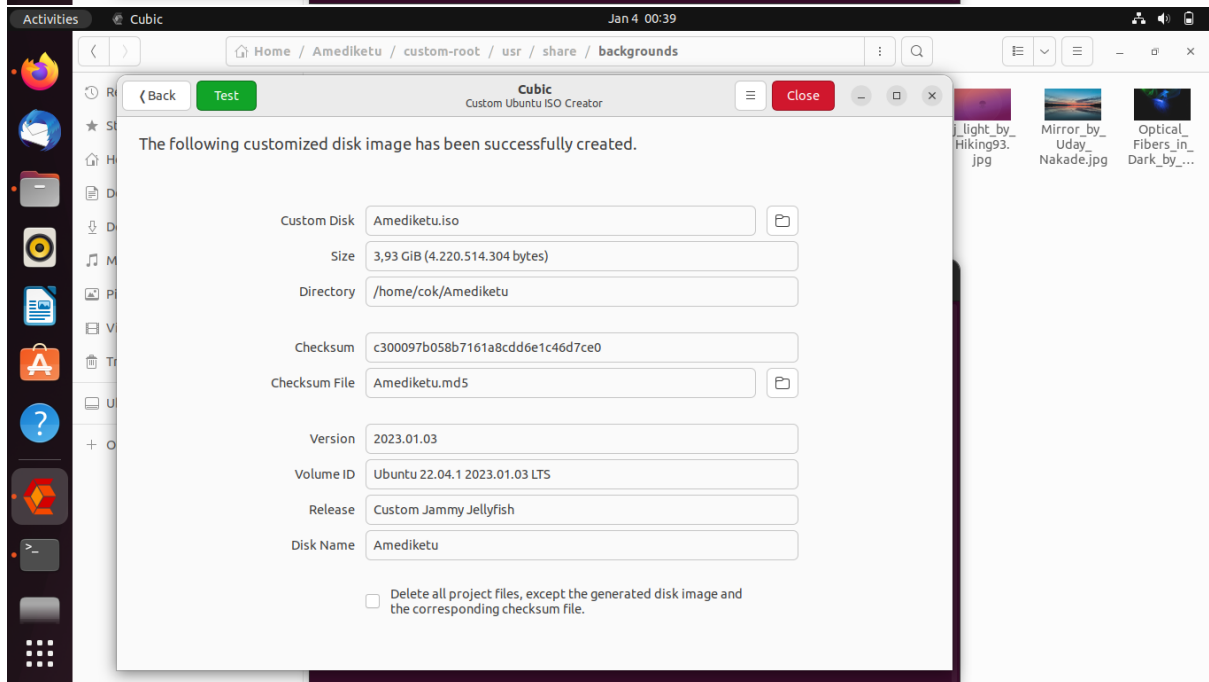 Activities
Cubic
Jan 4 00:39
Home / Amediketu / custom-root / usr / share / backgrounds
Back
Test
Cubic
Custom Ubuntu ISO Creator
Close
The following customized disk image has been successfully created.
Custom Disk Amediketu.iso
Size 3,93 GiB (4.220.514.304 bytes)
Directory /home/cok/Amediketu
Checksum c300097b058b7161a8cdd6e1c46d7ce0
Checksum File Amediketu.md5
Version 2023.01.03
Volume ID Ubuntu 22.04.1 2023.01.03 LTS
Release Custom Jammy Jellyfish
Disk Name Amediketu
Delete all project files, except the generated disk image and
the corresponding checksum file.
j_light_by_
Hiking93.
jpg
Mirror_by_
Uday_
Nakade.jpg
Optical_
Fibers_in_
Dark_by_...